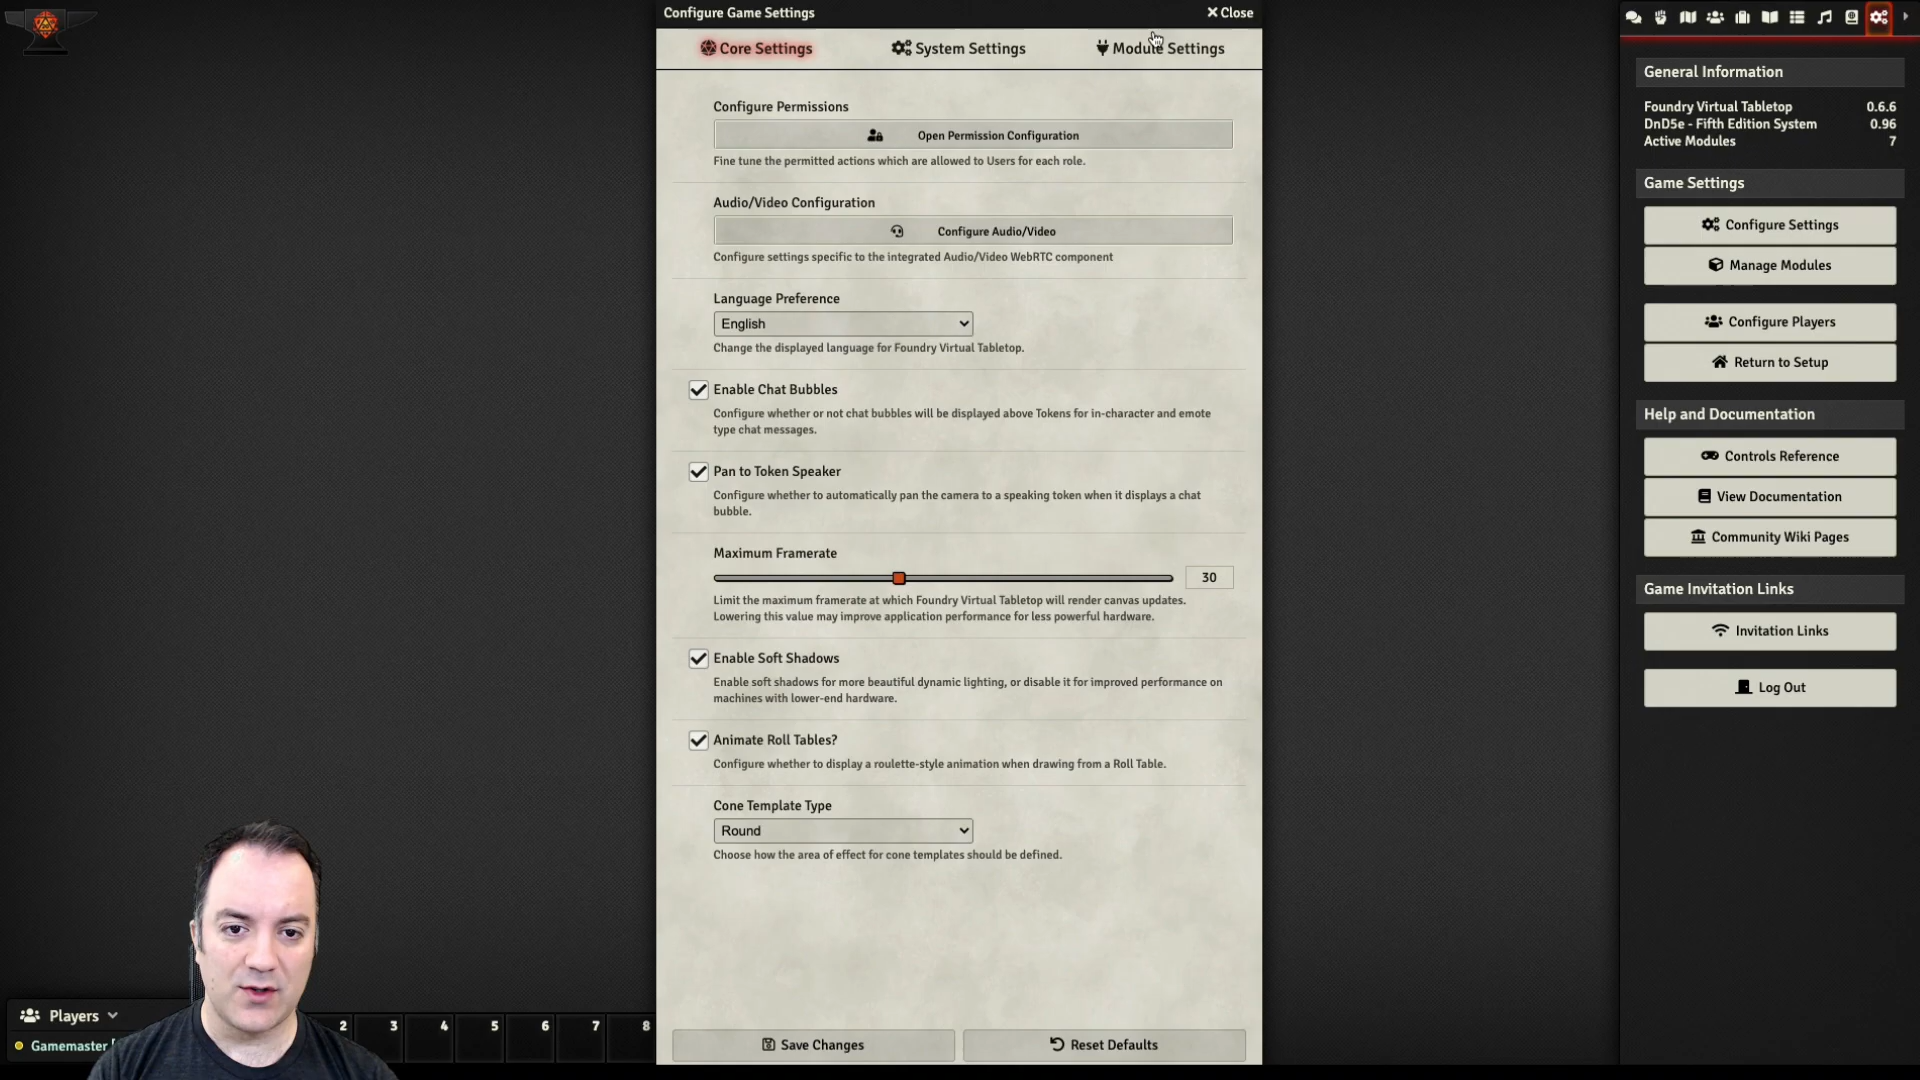 Configure Game Settings
Close
Core Settings
System Settings
Module Settings
Configure Permissions
Open Permission Configuration
Fine tune the permitted actions which are allowed to Users for each role.
Audio/Video Configuration
Configure Audio/Video
Configure settings specific to the integrated Audio/Video WebRTC component
Language Preference
English
Change the displayed language for Foundry Virtual Tabletop.
Enable Chat Bubbles
Configure whether or not chat bubbles will be displayed above Tokens for in-character and emote
type chat messages.
Pan to Token Speaker
Configure whether to automatically pan the camera to a speaking token when it displays a chat
bubble.
Maximum Framerate
30
Limit the maximum framerate at which Foundry Virtual Tabletop will render canvas updates.
Lowering this value may improve application performance for less powerful hardware.
Enable Soft Shadows
Enable soft shadows for more beautiful dynamic lighting, or disable it for improved performance on
machines with lower-end hardware.
Animate Roll Tables?
Configure whether to display a roulette-style animation when drawing from a Roll Table.
Cone Template Type
Round
Choose how the area of effect for cone templates should be defined.
Save Changes
Reset Defaults
General Information
Foundry Virtual Tabletop 0.6.6
DnD5e - Fifth Edition System 0.96
Active Modules 7
Game Settings
Configure Settings
Manage Modules
Configure Players
Return to Setup
Help and Documentation
Controls Reference
View Documentation
Community Wiki Pages
Game Invitation Links
Invitation Links
Log Out
Players
Gamemaster [
2 3 4 5 6 7 8